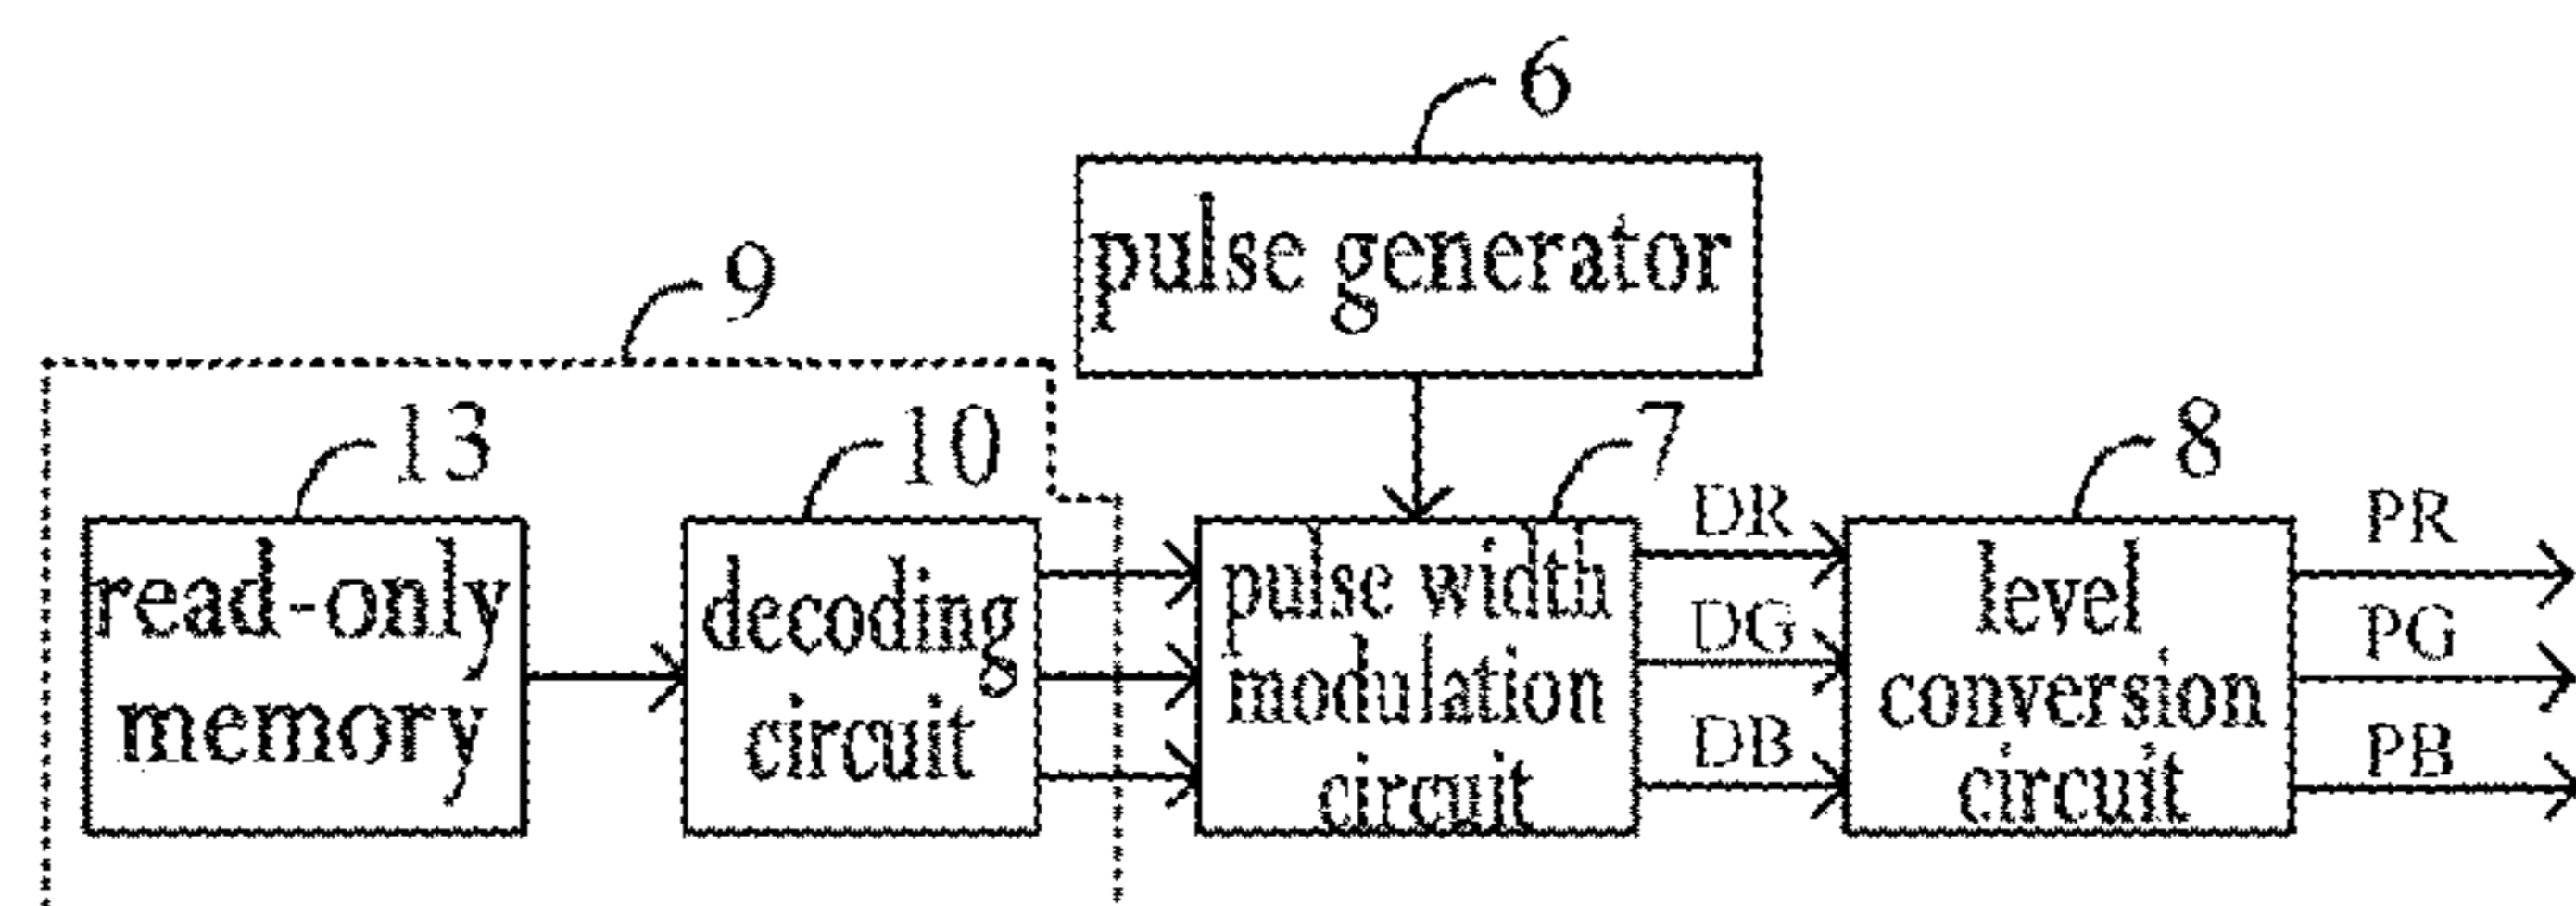 6
pulse generator
9
13
10
7
8
read-only
memory
decoding
circuit
pulse width
modulation
circuit
DR
DG
DB
level
conversion
circuit
PR
PG
PB